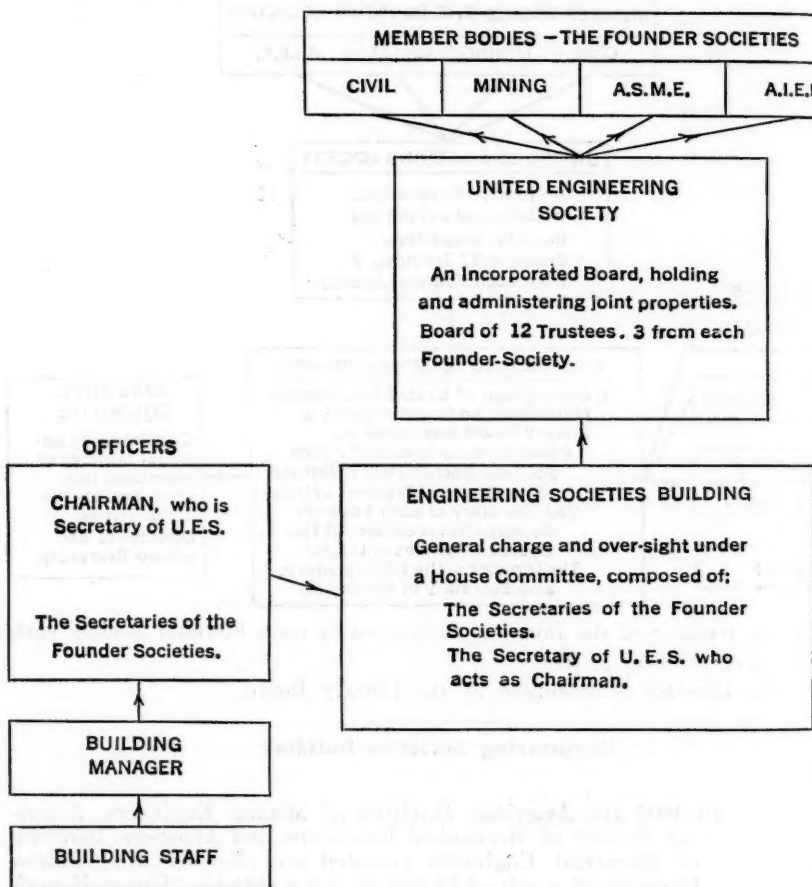 MEMBER BODIES – THE FOUNDER SOCIETIES
CIVIL MINING A.S.M.E. A.I.E.
UNITED ENGINEERING
SOCIETY
An Incorporated Board, holding
and administering joint properties.
Board of 12 Trustees. 3 from each
Founder-Society.
OFFICERS
CHAIRMAN, who is
Secretary of U.E.S.
The Secretaries of the
Founder Societies.
ENGINEERING SOCIETIES BUILDING
General charge and over-sight under
a House Committee, composed of:
The Secretaries of the Founder
Societies.
The Secretary of U. E. S. who
acts as Chairman.
BUILDING
MANAGER
BUILDING STAFF